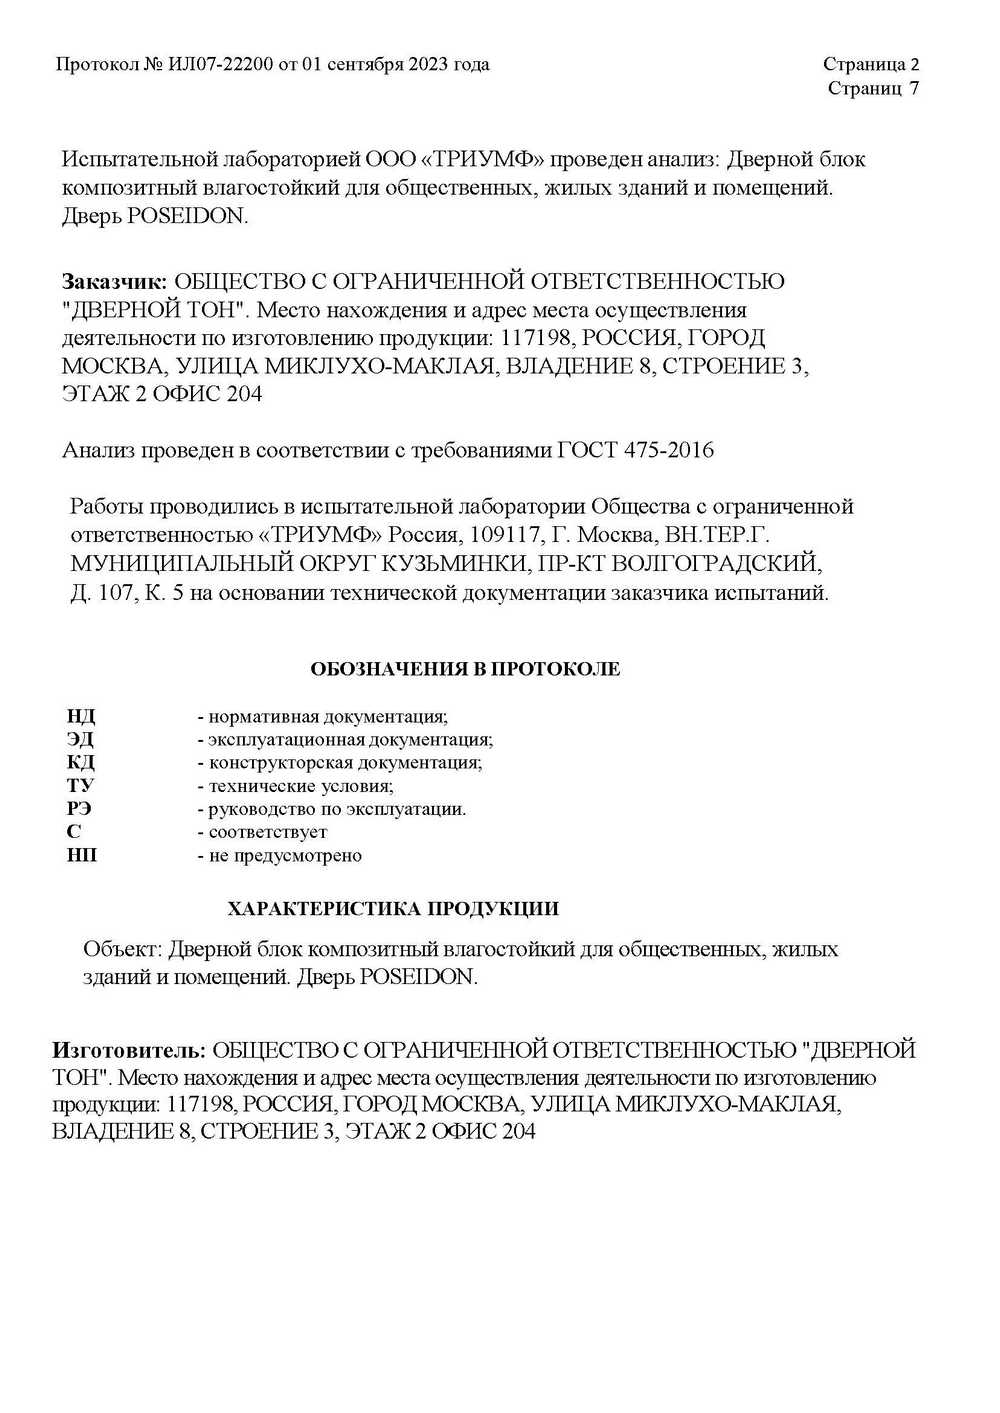 Протокол № ИЛ07-22200 от 01 сентября 2023 года
Страница 2
Страниц 7
Испытательной лабораторией ООО «ТРИУМФ» проведен анализ: Дверной блок
композитный влагостойкий для общественных, жилых зданий и помещений.
Дверь POSEIDON.
Заказчик: ОБЩЕСТВО С ОГРАНИЧЕННОЙ ОТВЕТСТВЕННОСТЬЮ
"ДВЕРНОЙ ТОН". Место нахождения и адрес места осуществления
деятельности по изготовлению продукции: 117198, РОССИЯ, ГОРОД
МОСКВА, УЛИЦА МИКЛУХО-МАКЛАЯ, ВЛАДЕНИЕ 8, СТРОЕНИЕ 3,
ЭТАЖ 2 ОФИС 204
Анализ проведен в соответствии с требованиями ГОСТ 475-2016
Работы проводились в испытательной лаборатории Общества с ограниченной
ответственностью «ТРИУМФ» Россия, 109117, Г. Москва, ВН.ТЕР.Г.
МУНИЦИПАЛЬНЫЙ ОКРУГ КУЗЬМИНКИ, ПР-КТ ВОЛГОГРАДСКИЙ,
Д. 107, К. 5 на основании технической документации заказчика испытаний.
ОБОЗНАЧЕНИЯ В ПРОТОКОЛЕ
НД - нормативная документация;
ЭД - эксплуатационная документация;
КД - конструкторская документация;
ТУ - технические условия;
РЭ - руководство по эксплуатации.
С - соответствует
НП - не предусмотрено
ХАРАКТЕРИСТИКА ПРОДУКЦИИ
Объект: Дверной блок композитный влагостойкий для общественных, жилых
зданий и помещений. Дверь POSEIDON.
Изготовитель: ОБЩЕСТВО С ОГРАНИЧЕННОЙ ОТВЕТСТВЕННОСТЬЮ "ДВЕРНОЙ
ТОН". Место нахождения и адрес места осуществления деятельности по изготовлению
продукции: 117198, РОССИЯ, ГОРОД МОСКВА, УЛИЦА МИКЛУХО-МАКЛАЯ,
ВЛАДЕНИЕ 8, СТРОЕНИЕ 3, ЭТАЖ 2 ОФИС 204